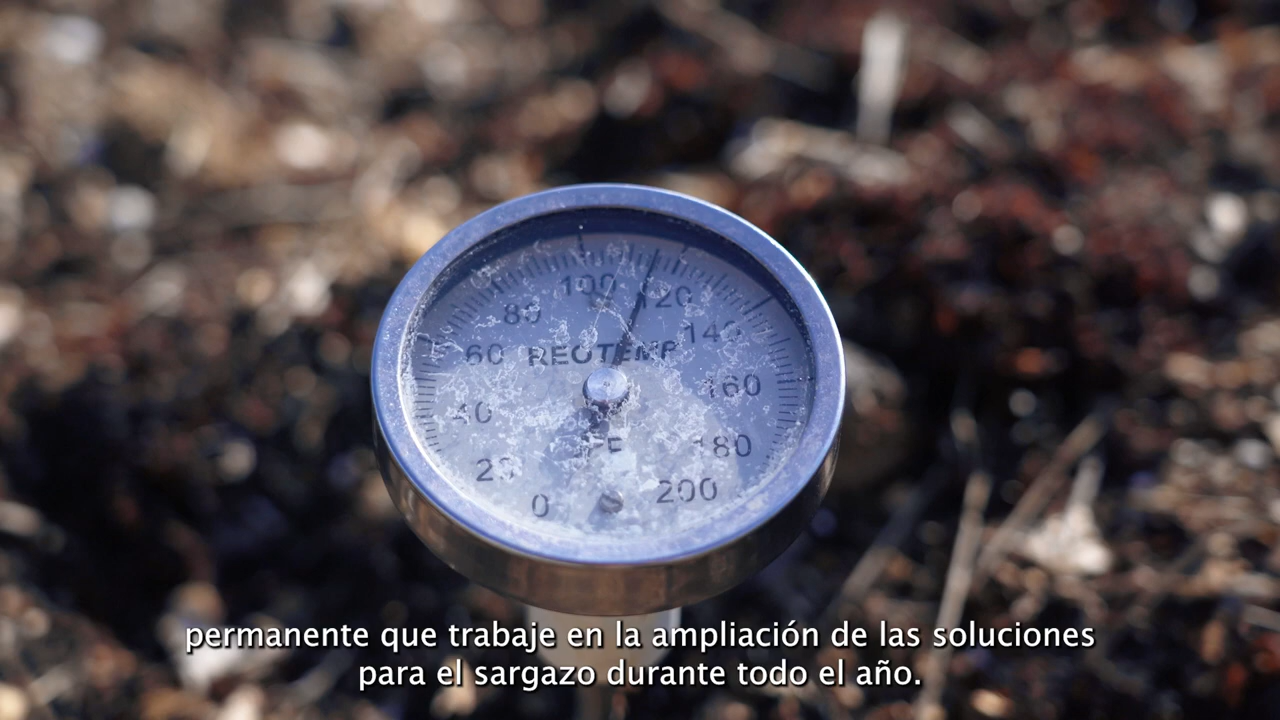 100
80
120
60
REOTEMP
140
40
160
°F
180
20
200
0
permanente que trabaje en la ampliación de las soluciones
para el sargazo durante todo el año.